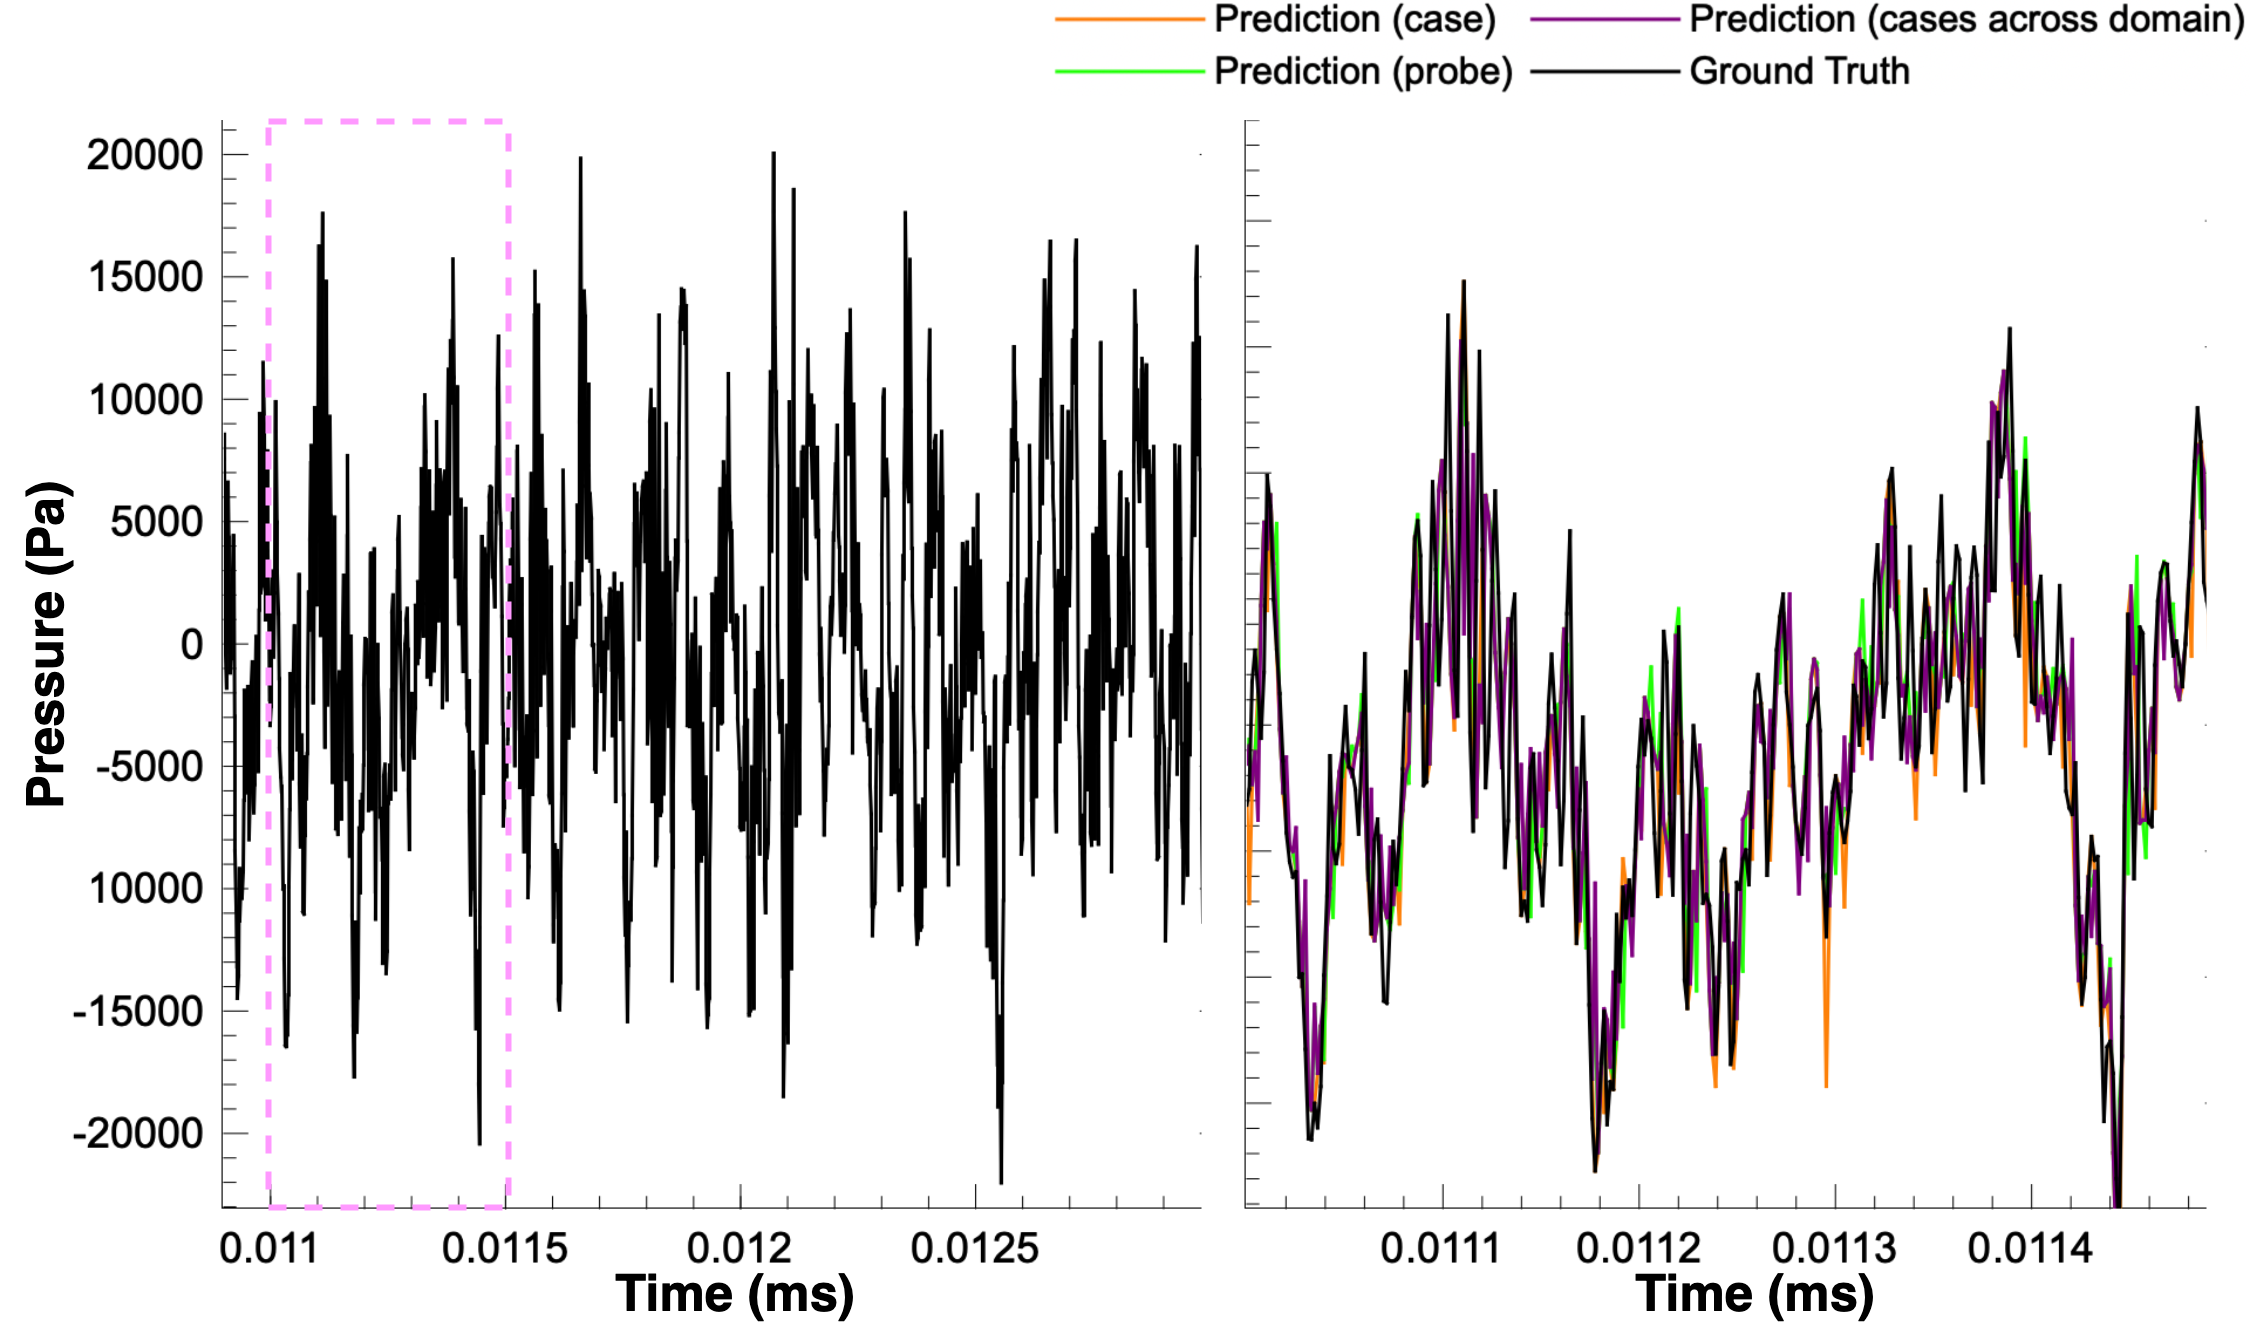 Prediction (case) Prediction (cases across domain)
Prediction (probe) Ground Truth
20000
15000
10000
5000
0
-5000
10000
-15000
-20000
Pressure (Pa)
0.011 0.0115 0.012 0.0125
Time (ms)
0.0111 0.0112 0.0113 0.0114
Time (ms)